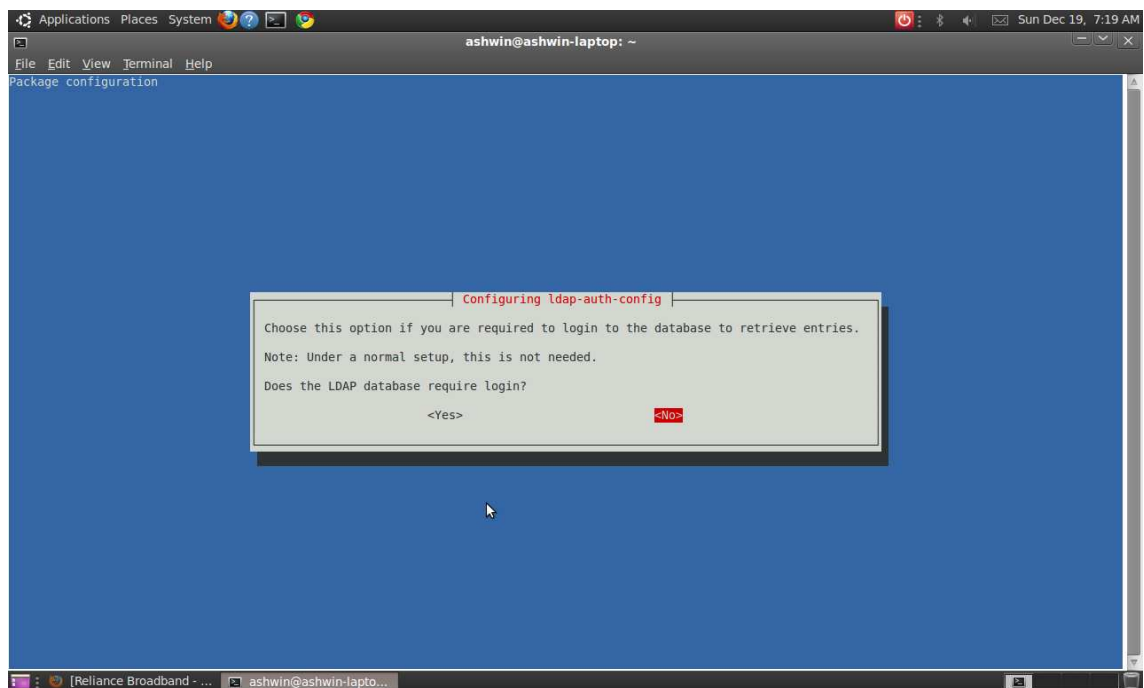 Applications Places System Sun Dec 19, 7:19 AM
ashwin@ashwin-laptop: ~
File Edit View Terminal Help
Package configuration
Configuring ldap-auth-config
Choose this option if you are required to login to the database to retrieve entries.
Note: Under a normal setup, this is not needed.
Does the LDAP database require login?
<Yes> <No>
[Reliance Broadband - ... ashwin@ashwin-lapto...